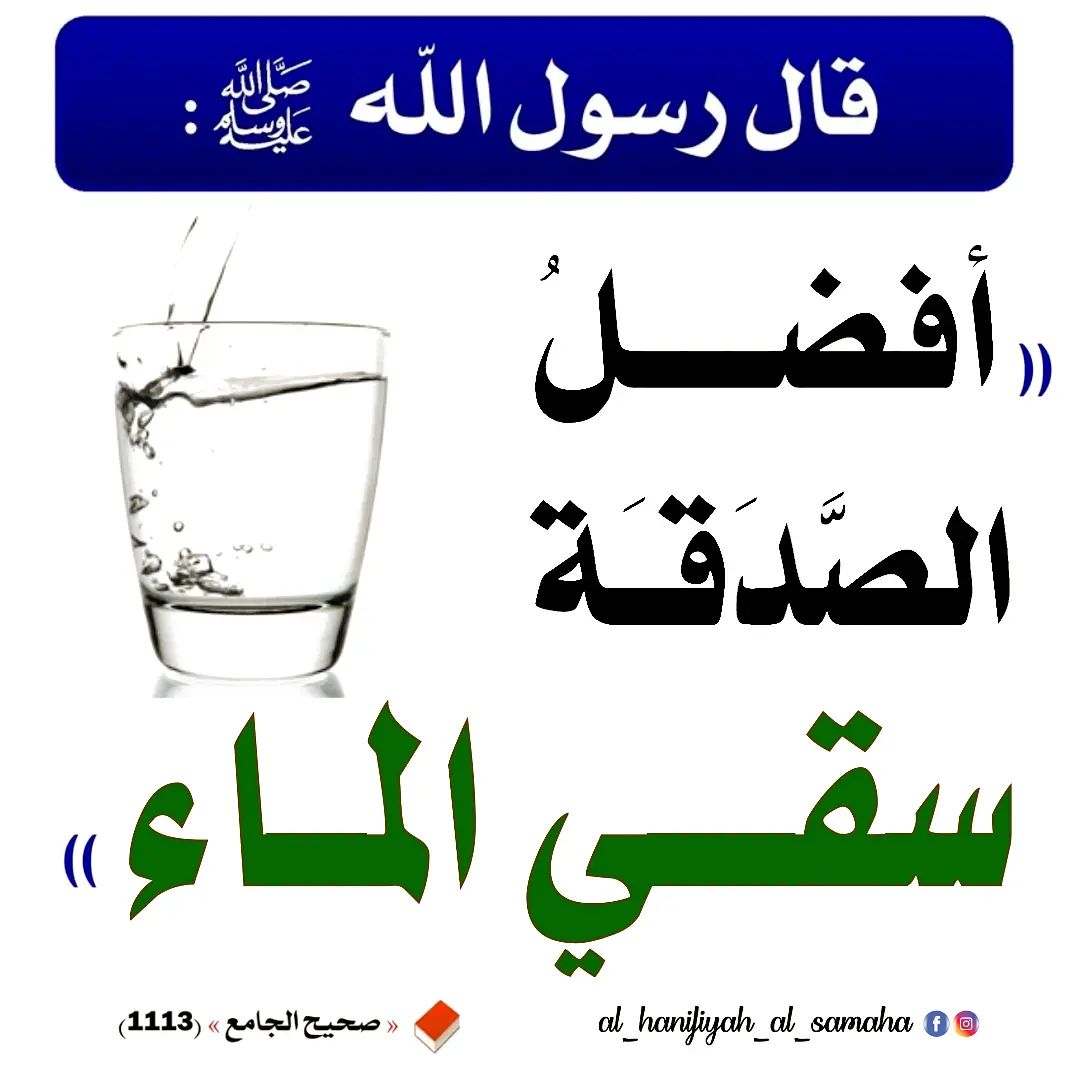 قال رسول الله ﷺ :
(( أفضلُ
الصَّدَقَة
سقي الماء ))
« صحيح الجامع » (1113)
al_hanifiyah_al_samaha